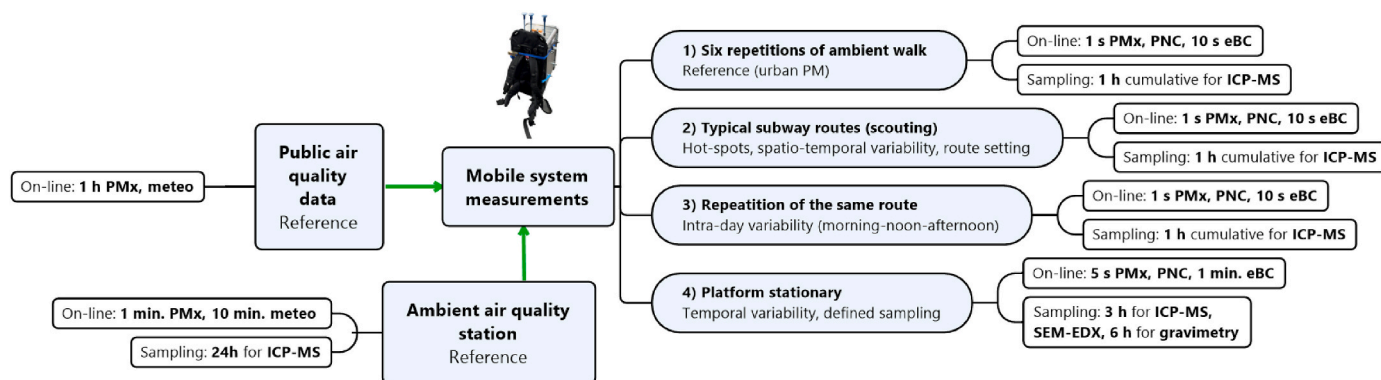 On-line: 1 h PMx, meteo
Public air
quality
data
Reference
On-line: 1 min. PMx, 10 min. meteo
Sampling: 24h for ICP-MS
Ambient air quality
station
Reference
Mobile system
measurements
1) Six repetitions of ambient walk
Reference (urban PM)
On-line: 1 s PMx, PNC, 10 s eBC
Sampling: 1 h cumulative for ICP-MS
2) Typical subway routes (scouting)
Hot-spots, spatio-temporal variability, route setting
On-line: 1 s PMx, PNC, 10 s eBC
Sampling: 1 h cumulative for ICP-MS
3) Repeatition of the same route
Intra-day variability (morning-noon-afternoon)
On-line: 1 s PMx, PNC, 10 s eBC
Sampling: 1 h cumulative for ICP-MS
4) Platform stationary
Temporal variability, defined sampling
On-line: 5 s PMx, PNC, 1 min. eBC
Sampling: 3 h for ICP-MS,
SEM-EDX, 6 h for gravimetry